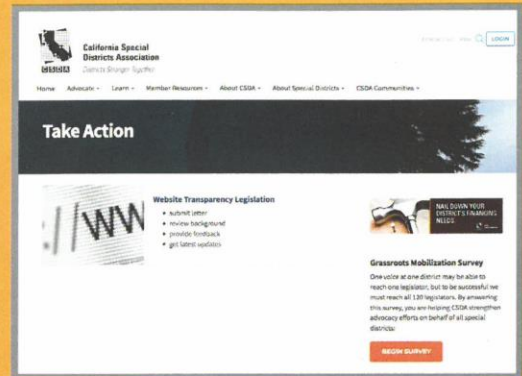 LOGIN
CSDA
California Special
Districts Association
Districts Stronger Together
Home Advocate Learn Member Resources About CSDA About Special Districts CSDA Communities
Take Action
//WW
Website Transparency Legislation
• submit letter
• review background
• provide feedback
• get latest updates
NAIL DOWN YOUR
DISTRICT'S FINANCING
NEEDS
Grassroots Mobilization Survey
One voice at one district may be able to
reach one legislator, but to be successful we
must reach all 120 legislators. By answering
this survey, you are helping CSDA strengthen
advocacy efforts on behalf of all special
districts:
BEGIN SURVEY